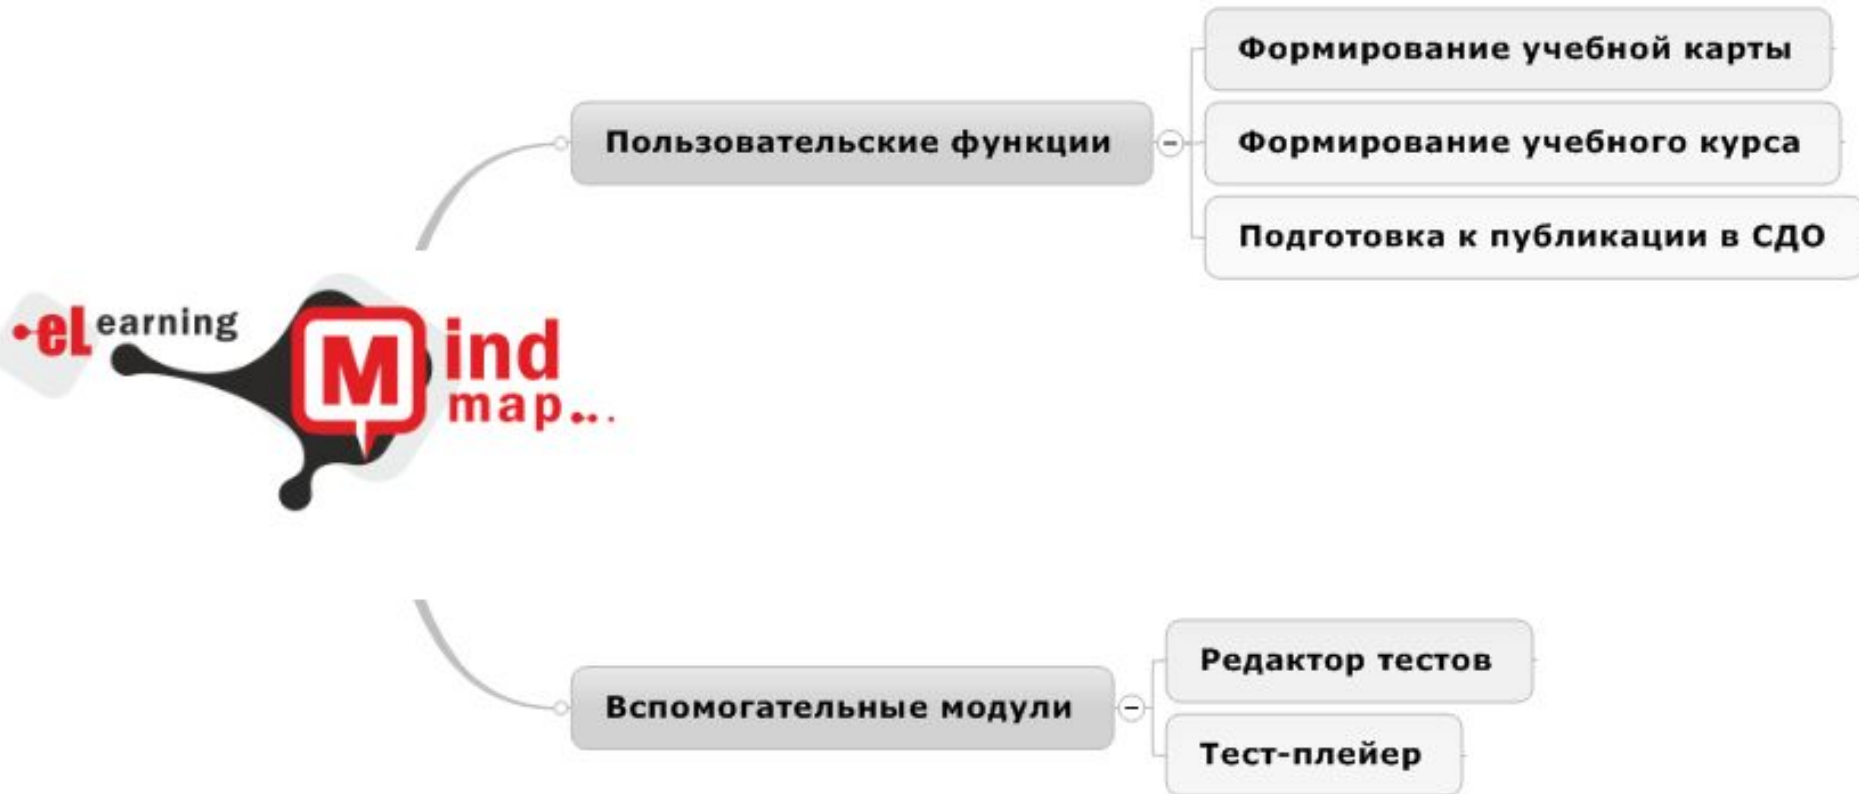 Формирование учебной карты
Пользовательские функции
Формирование учебного курса
Подготовка к публикации в СДО
eLearning
Mind
map...
Редактор тестов
Вспомогательные модули
Тест-плейер